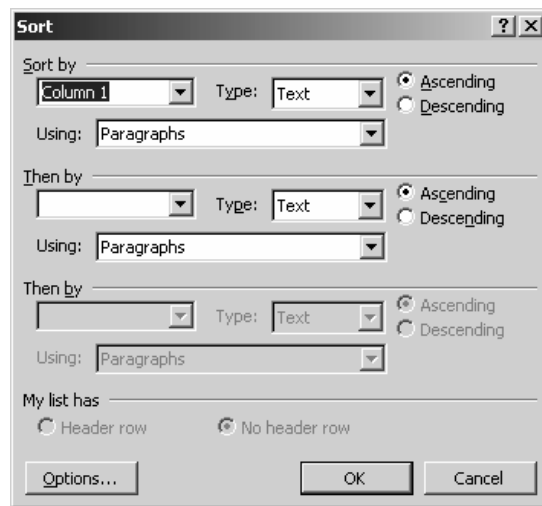 Sort
Sort by
Column 1 Type: Text Ascending
Descending
Using: Paragraphs
Then by
Type: Text Ascending
Descending
Using: Paragraphs
Then by
Type: Text Ascending
Descending
Using: Paragraphs
My list has
Header row No header row
Options... OK Cancel